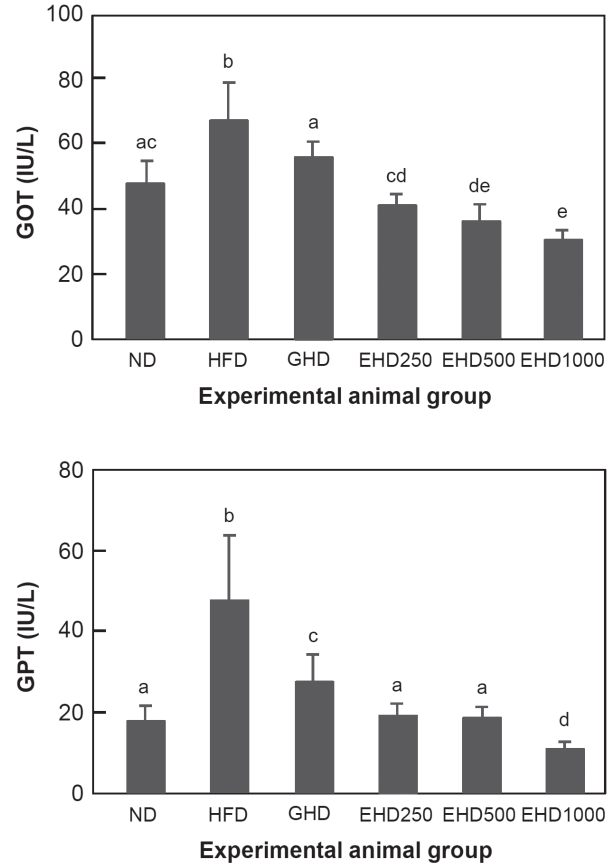 100
80
60
40
20
0
GOT (IU/L)
ac
b
a
cd
de
e
ND HFD GHD EHD250 EHD500 EHD1000
Experimental animal group
80
60
40
20
0
GPT (IU/L)
a
b
c
a
a
d
ND HFD GHD EHD250 EHD500 EHD1000
Experimental animal group